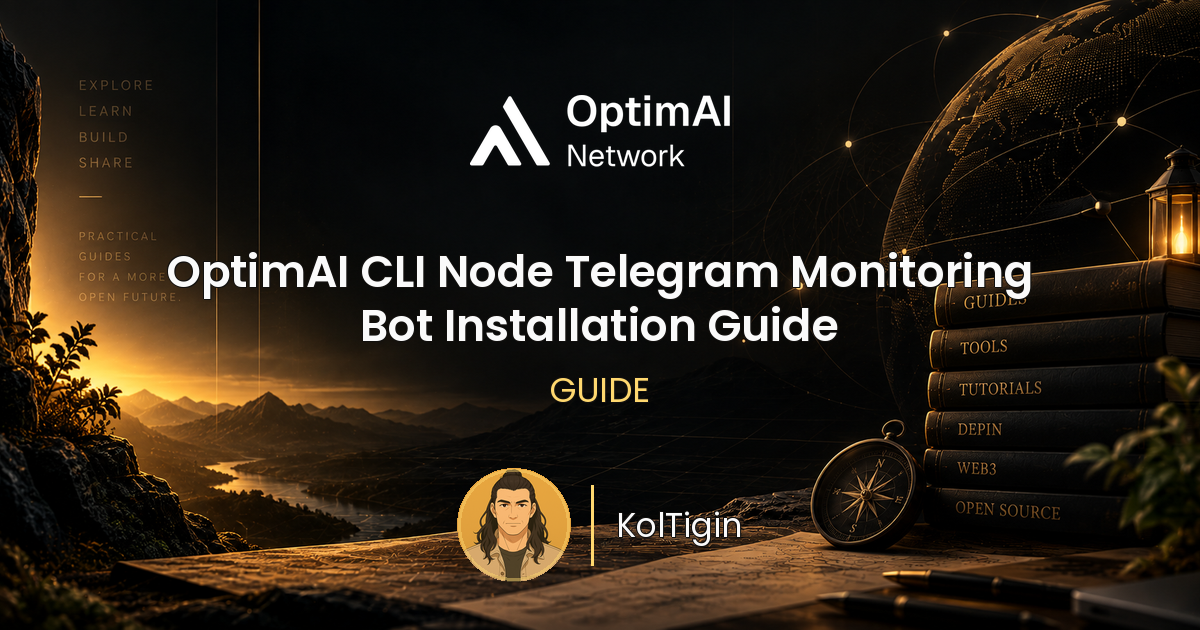 EXPLORE
LEARN
BUILD
SHARE
PRACTICAL
GUIDES
FOR A MORE
OPEN FUTURE.
OptimAI
Network
OptimAI CLI Node Telegram Monitoring
Bot Installation Guide
GUIDE
KolTigin
GUIDES
TOOLS
TUTORIALS
DEPIN
WEB3
OPEN SOURCE
N
E
S